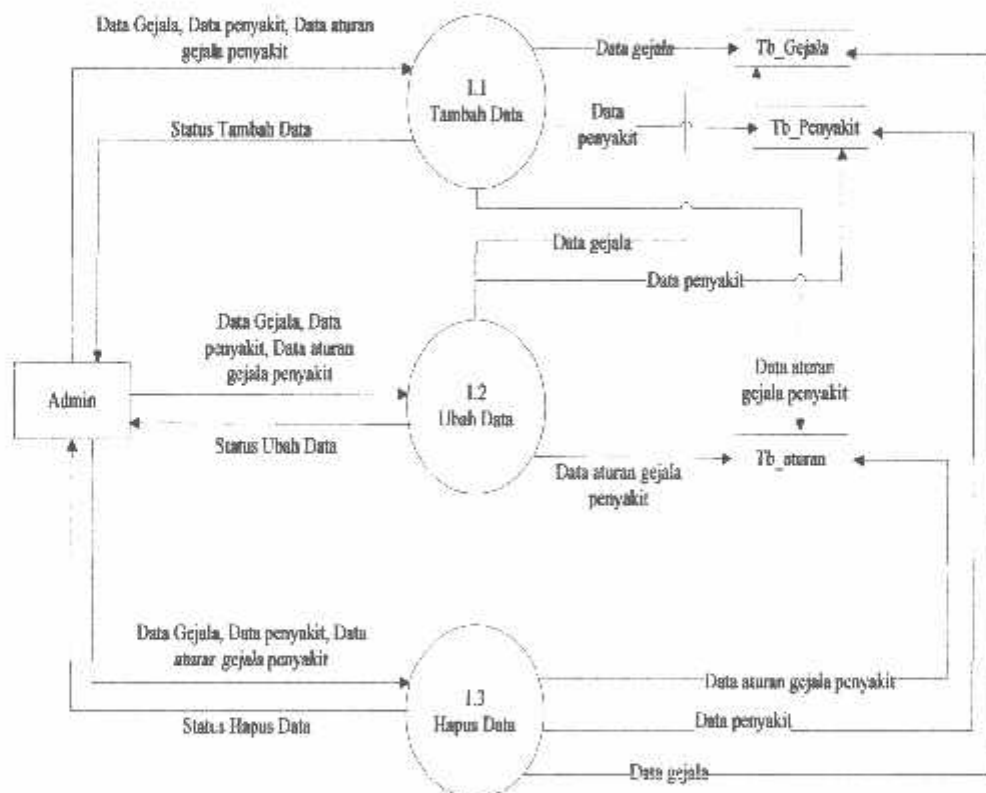 Data Gejala, Data penyakit, Data aturan
gejala penyakit
1.1
Tambah Data
Data gejala
Tb_Gejala
Data
penyakit
Tb_Penyakit
Status Tambah Data
Data gejala
Data penyakit
Data Gejala, Data
penyakit, Data aturan
gejala penyakit
Admin
1.2
Ubah Data
Status Ubah Data
Data aturan
gejala penyakit
Tb_aturan
Data aturan gejala
penyakit
Data Gejala, Data penyakit, Data
aturar gejala penyakit
1.3
Hapus Data
Status Hapus Data
Data aturan gejala penyakit
Data penyakit
Data gejala